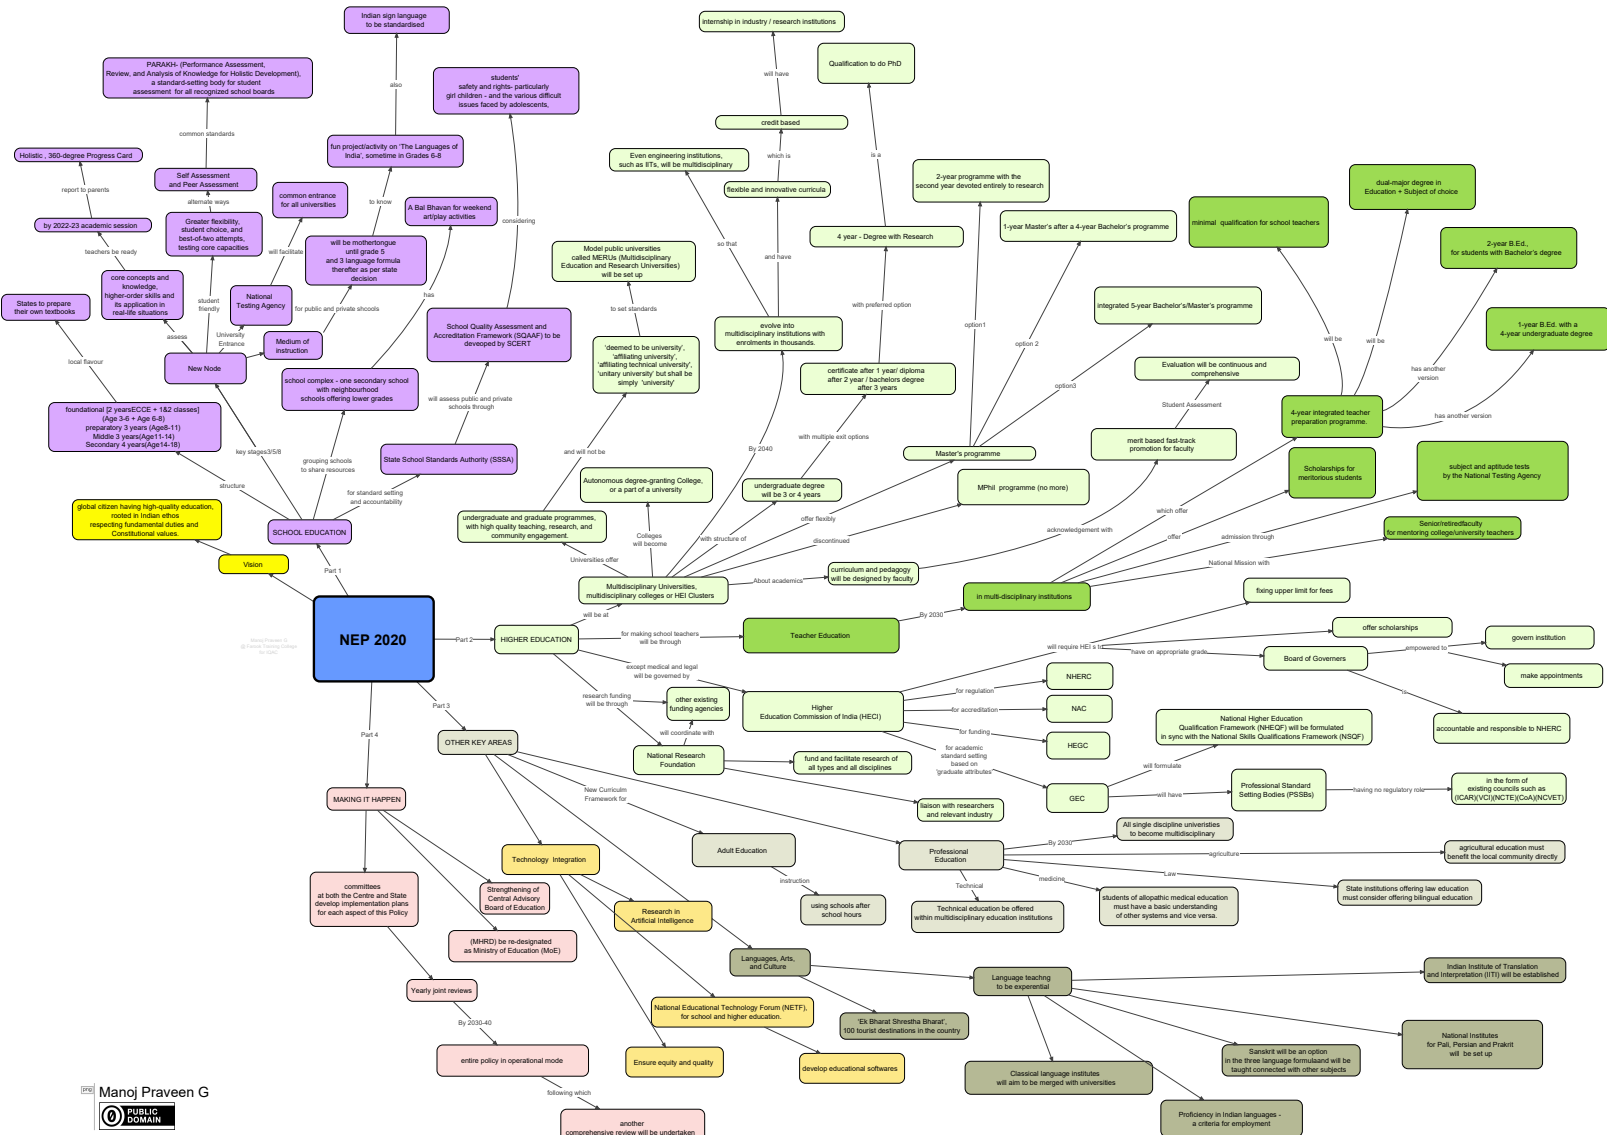 Indian sign language
to be standardised
also
PARAKH- (Performance Assessment,
Review, and Analysis of Knowledge for Holistic Development),
a standard-setting body for student
assessment for all recognized school boards
common standards
students'
safety and rights- particularly
girl children - and the various difficult
issues faced by adolescents,
considering
fun project/activity on 'The Languages of
India', sometime in Grades 6-8
to know
Holistic , 360-degree Progress Card
report to parents
Self Assessment
and Peer Assessment
alternate ways
common entrance
for all universities
will facilitate
A Bal Bhavan for weekend
art/play activities
has
by 2022-23 academic session
teachers be ready
Greater flexibility,
student choice, and
best-of-two attempts,
testing core capacities
student
friendly
will be mothertongue
until grade 5
and 3 language formula
therefter as per state
decision
for public and private shcools
core concepts and
knowledge,
higher-order skills and
its application in
real-life situations
assess
National
Testing Agency
University
Entrance
States to prepare
their own textbooks
local flavour
Medium of
instruction
New Node
key stages3/5/8
School Quality Assessment and
Accreditation Framework (SQAAF) to be
deveoped by SCERT
will assess public and private
schools through
school complex - one secondary school
with neighbourhood
schools offering lower grades
grouping schools
to share resources
foundational [2 yearsECCE + 1&2 classes]
(Age 3-6 + Age 6-8)
preparatory 3 years (Age8-11)
Middle 3 years(Age11-14)
Secondary 4 years(Age14-18)
structure
State School Standards Authority (SSSA)
for standard setting
and accountability
SCHOOL EDUCATION
Part 1
global citizen having high-quality education,
rooted in Indian ethos
respecting fundamental duties and
Constitutional values.
Vision
NEP 2020
Part 2
Part 3
Part 4
internship in industry / research institutions
will have
credit based
which is
flexible and innovative curricula
and have
Qualification to do PhD
is a
4 year - Degree with Research
with preferred option
Even engineering institutions,
such as IITs, will be multidisciplinary
so that
Model public universities
called MERUs (Multidisciplinary
Education and Research Universities)
will be set up
to set standards
evolve into
multidisciplinary institutions with
enrolments in thousands.
By 2040
'deemed to be university',
'affiliating university',
'affiliating technical university',
'unitary university' but shall be
simply 'university'
and will not be
certificate after 1 year/ diploma
after 2 year / bachelors degree
after 3 years
with multiple exit options
undergraduate degree
will be 3 or 4 years
with structure of
Autonomous degree-granting College,
or a part of a university
Colleges
will become
undergraduate and graduate programmes,
with high quality teaching, research, and
community engagement.
Universities offer
2-year programme with the
second year devoted entirely to research
option1
1-year Master's after a 4-year Bachelor's programme
option 2
integrated 5-year Bachelor's/Master's programme
option3
Master's programme
offer flexibly
MPhil programme (no more)
discontinued
Evaluation will be continuous and
comprehensive
Student Assessment
merit based fast-track
promotion for faculty
acknowledgement with
curriculum and pedagogy
will be designed by faculty
About academics
Multidisciplinary Universities,
multidisciplinary colleges or HEI Clusters
will be at
HIGHER EDUCATION
minimal qualification for school teachers
will be
dual-major degree in
Education + Subject of choice
will be
2-year B.Ed.,
for students with Bachelor's degree
has another
version
1-year B.Ed. with a
4-year undergraduate degree
has another version
4-year integrated teacher
preparation programme.
which offer
Scholarships for
meritorious students
offer
subject and aptitude tests
by the National Testing Agency
admission through
Senior/retiredfaculty
for mentoring college/university teachers
National Mission with
in multi-disciplinary institutions
By 2030
Teacher Education
for making school teachers
will be through
except medical and legal
will be governed by
Higher
Education Commission of India (HECI)
will require HEI s to
fixing upper limit for fees
offer scholarships
have on appropriate grade
Board of Governers
empowered to
govern institution
make appointments
is
accountable and responsible to NHERC
for regulation
NHERC
for accreditation
NAC
for funding
HEGC
for academic
standard setting
based on
'graduate attributes'
GEC
will formulate
National Higher Education
Qualification Framework (NHEQF) will be formulated
in sync with the National Skills Qualifications Framework (NSQF)
will have
Professional Standard
Setting Bodies (PSSBs)
having no regulatory role
in the form of
existing councils such as
(ICAR)(VCI)(NCTE)(CoA)(NCVET)
research funding
will be through
other existing
funding agencies
will coordinate with
National Research
Foundation
fund and facilitate research of
all types and all disciplines
liaison with researchers
and relevant industry
OTHER KEY AREAS
New Curriculm
Framework for
Adult Education
instruction
using schools after
school hours
Professional
Education
By 2030
All single discipline univeristies
to become multidisciplinary
agriculture
agricultural education must
benefit the local community directly
Law
State institutions offering law education
must consider offering bilingual education
medicine
students of allopathic medical education
must have a basic understanding
of other systems and vice versa.
Technical
Technical education be offered
within multidisciplinary education institutions
Technology Integration
Research in
Artificial Intelligence
National Educational Technology Forum (NETF),
for school and higher education.
develop educational softwares
Ensure equity and quality
Languages, Arts,
and Culture
'Ek Bharat Shrestha Bharat',
100 tourist destinations in the country
Language teachng
to be experential
Indian Institute of Translation
and Interpretation (IITI) will be established
National Institutes
for Pali, Persian and Prakrit
will be set up
Sanskrit will be an option
in the three language formulaand will be
taught connected with other subjects
Classical language institutes
will aim to be merged with universities
Proficiency in Indian languages -
a criteria for employment
MAKING IT HAPPEN
committees
at both the Centre and State
develop implementation plans
for each aspect of this Policy
Strengthening of
Central Advisory
Board of Education
(MHRD) be re-designated
as Ministry of Education (MoE)
Yearly joint reviews
By 2030-40
entire policy in operational mode
following which
another
comprehensive review will be undertaken
Manoj Praveen G
PUBLIC
DOMAIN